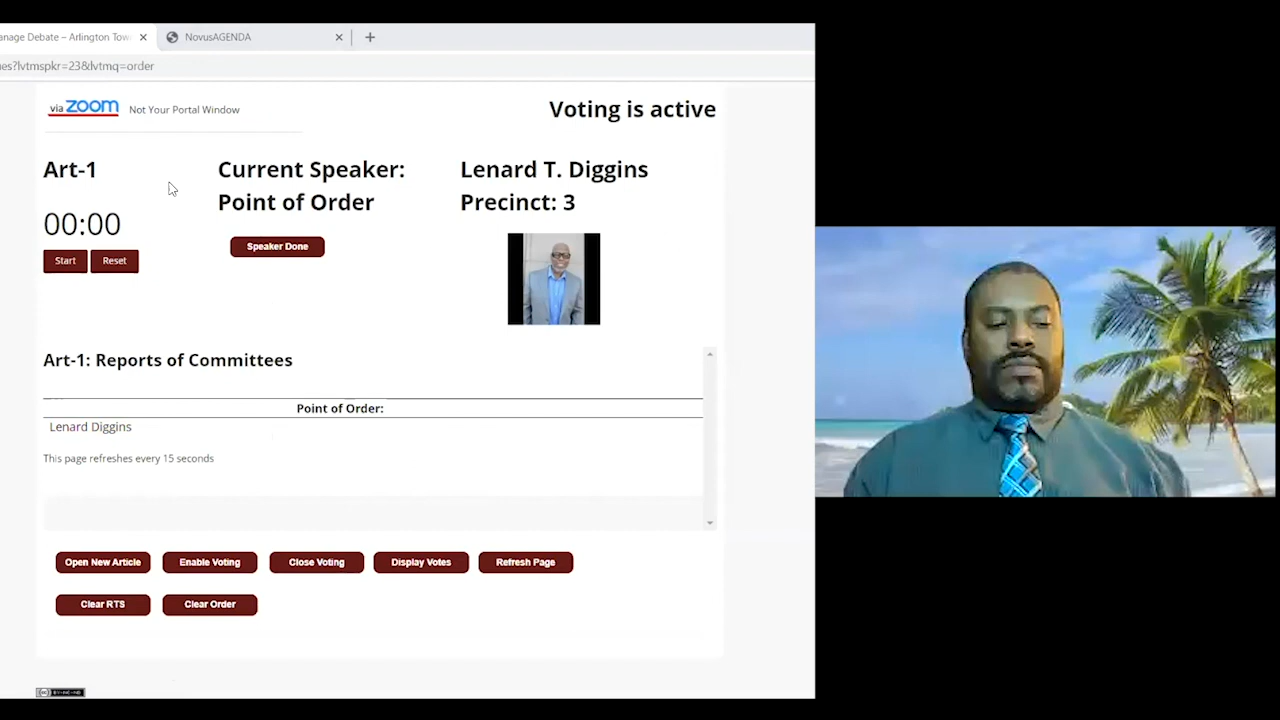 anage Debate – Arlington Tow
NovusAGENDA
es?lvtmspkr=23&lvtmq=order
via zoom Not Your Portal Window
Voting is active
Art-1
Current Speaker:
Point of Order
Lenard T. Diggins
Precinct: 3
00:00
Start Reset
Speaker Done
Art-1: Reports of Committees
Point of Order:
Lenard Diggins
This page refreshes every 15 seconds
Open New Article Enable Voting Close Voting Display Votes Refresh Page
Clear RTS Clear Order